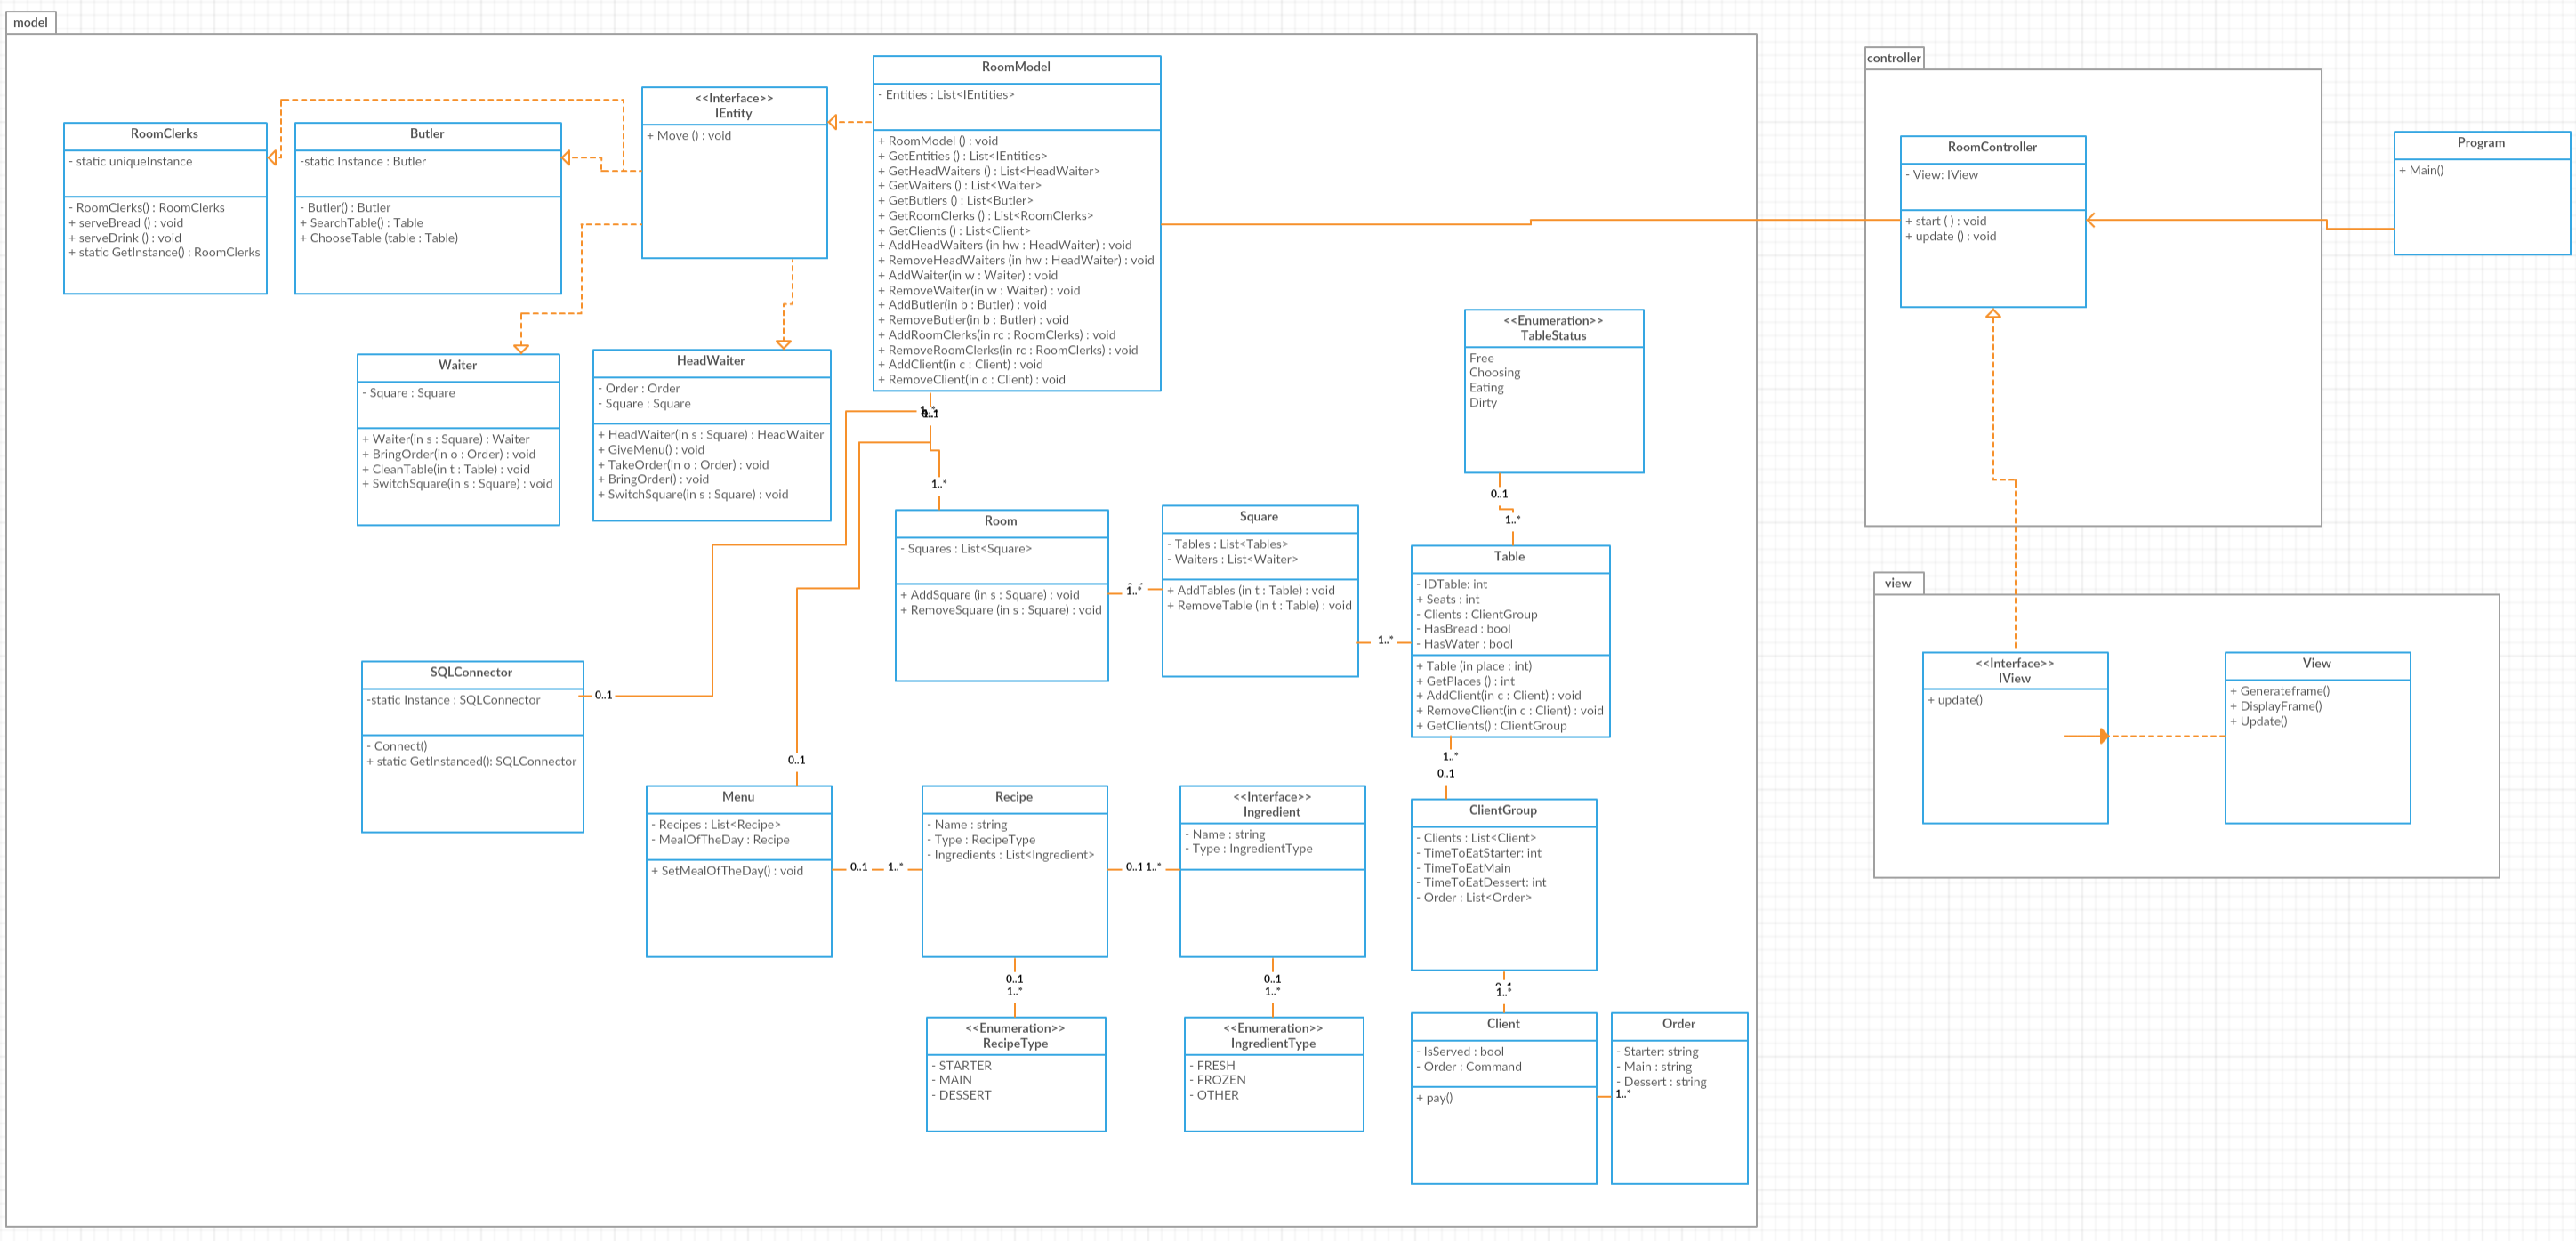 model
RoomClerks
- static uniqueInstance
- RoomClerks() : RoomClerks
+ serveBread () : void
+ serveDrink () : void
+ static GetInstance() : RoomClerks
Butler
-static Instance : Butler
- Butler() : Butler
+ SearchTable() : Table
+ ChooseTable (table : Table)
<<Interface>>
IEntity
+ Move () : void
RoomModel
- Entities : List<IEntities>
+ RoomModel () : void
+ GetEntities () : List<IEntities>
+ GetHeadWaiters () : List<HeadWaiter>
+ GetWaiters () : List<Waiter>
+ GetButlers () : List<Butler>
+ GetRoomClerks () : List<RoomClerks>
+ GetClients () : List<Client>
+ AddHeadWaiters (in hw : HeadWaiter) : void
+ RemoveHeadWaiters (in hw : HeadWaiter) : void
+ AddWaiter(in w : Waiter) : void
+ RemoveWaiter(in w : Waiter) : void
+ AddButler(in b : Butler) : void
+ RemoveButler(in b : Butler) : void
+ AddRoomClerks(in rc : RoomClerks) : void
+ RemoveRoomClerks(in rc : RoomClerks) : void
+ AddClient(in c : Client) : void
+ RemoveClient(in c : Client) : void
Waiter
- Square : Square
+ Waiter(in s : Square) : Waiter
+ BringOrder(in o : Order) : void
+ CleanTable(in t : Table) : void
+ SwitchSquare(in s : Square) : void
HeadWaiter
- Order : Order
- Square : Square
+ HeadWaiter(in s : Square) : HeadWaiter
+ GiveMenu() : void
+ TakeOrder(in o : Order) : void
+ BringOrder() : void
+ SwitchSquare(in s : Square) : void
1..*
<<Enumeration>>
TableStatus
Free
Choosing
Eating
Dirty
0..1
1..*
Room
- Squares : List<Square>
+ AddSquare (in s : Square) : void
+ RemoveSquare (in s : Square) : void
1..*
Square
- Tables : List<Tables>
- Waiters : List<Waiter>
+ AddTables (in t : Table) : void
+ RemoveTable (in t : Table) : void
1..*
Table
- IDTable: int
+ Seats : int
- Clients : ClientGroup
- HasBread : bool
- HasWater : bool
+ Table (in place : int)
+ GetPlaces () : int
+ AddClient(in c : Client) : void
+ RemoveClient(in c : Client) : void
+ GetClients() : ClientGroup
1..*
0..1
SQLConnector
-static Instance : SQLConnector
- Connect()
+ static GetInstanced(): SQLConnector
0..1
0..1
Menu
- Recipes : List<Recipe>
- MealOfTheDay : Recipe
+ SetMealOfTheDay() : void
0..1
1..*
Recipe
- Name : string
- Type : RecipeType
- Ingredients : List<Ingredient>
0..1
1..*
<<Interface>>
Ingredient
- Name : string
- Type : IngredientType
ClientGroup
- Clients : List<Client>
- TimeToEatStarter: int
- TimeToEatMain
- TimeToEatDessert: int
- Order : List<Order>
0..1
1..*
0..1
1..*
1..*
<<Enumeration>>
RecipeType
- STARTER
- MAIN
- DESSERT
<<Enumeration>>
IngredientType
- FRESH
- FROZEN
- OTHER
Client
- IsServed : bool
- Order : Command
+ pay()
Order
- Starter: string
- Main : string
- Dessert : string
1..*
controller
RoomController
- View: IView
+ start ( ) : void
+ update () : void
Program
+ Main()
view
<<Interface>>
IView
+ update()
View
+ Generateframe()
+ DisplayFrame()
+ Update()